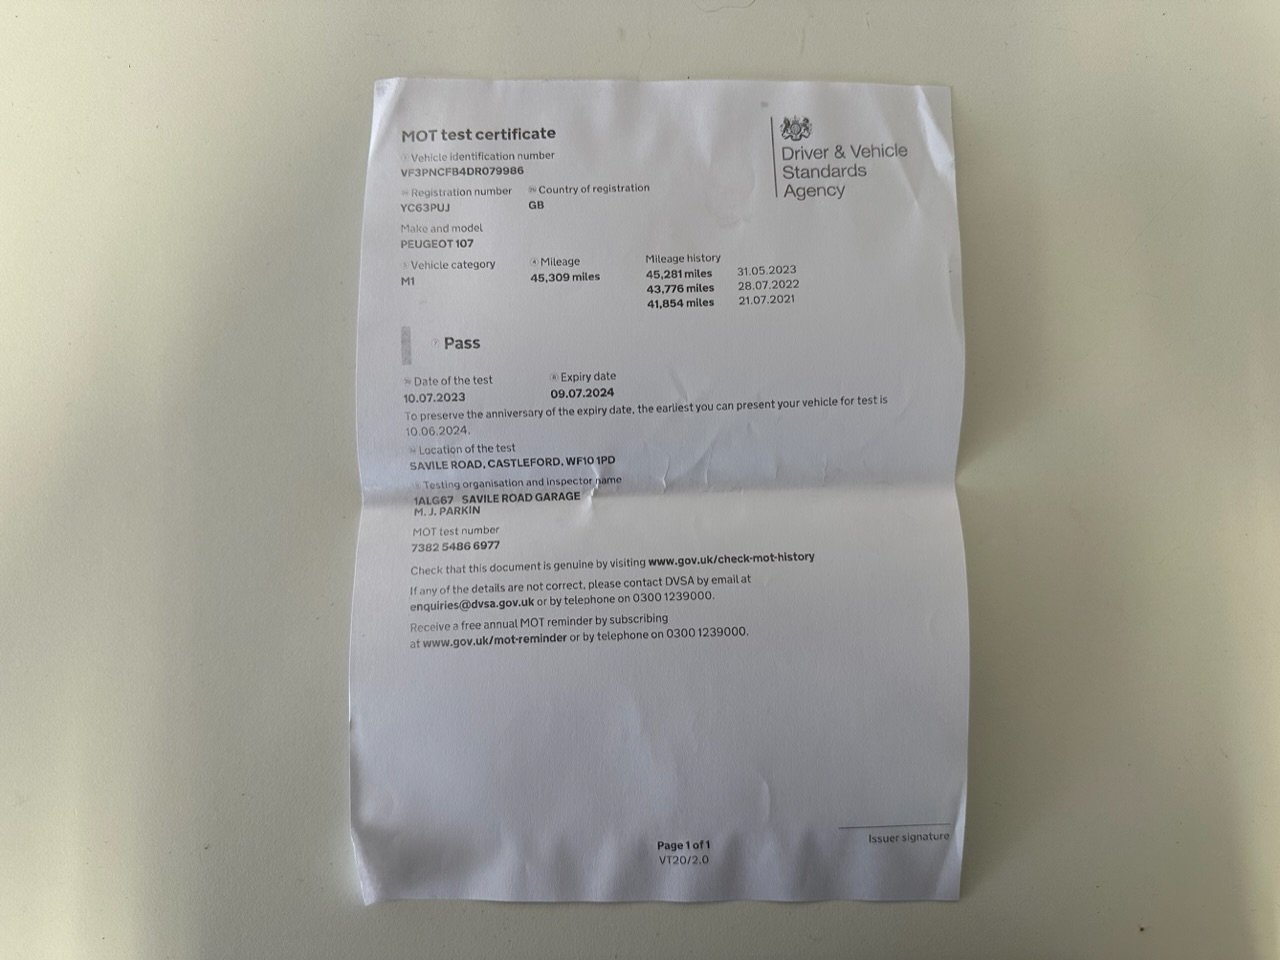 MOT test certificate
Driver & Vehicle
Standards
Agency
Vehicle identification number
VF3PNCFB4DR079986
Registration number Country of registration
YC63PUJ GB
Make and model
PEUGEOT 107
Vehicle category Mileage Mileage history
M1 45,309 miles 45,281 miles 31.05.2023
43,776 miles 28.07.2022
41,854 miles 21.07.2021
Pass
Date of the test Expiry date
10.07.2023 09.07.2024
To preserve the anniversary of the expiry date, the earliest you can present your vehicle for test is
10.06.2024.
Location of the test
SAVILE ROAD, CASTLEFORD, WF10 1PD
Testing organisation and inspector name
1ALG67 SAVILE ROAD GARAGE
M. J. PARKIN
MOT test number
7382 5486 6977
Check that this document is genuine by visiting www.gov.uk/check-mot-history
If any of the details are not correct, please contact DVSA by email at
enquiries@dvsa.gov.uk or by telephone on 0300 1239000.
Receive a free annual MOT reminder by subscribing
at www.gov.uk/mot-reminder or by telephone on 0300 1239000.
Issuer signature
Page 1 of 1
VT20/2.0